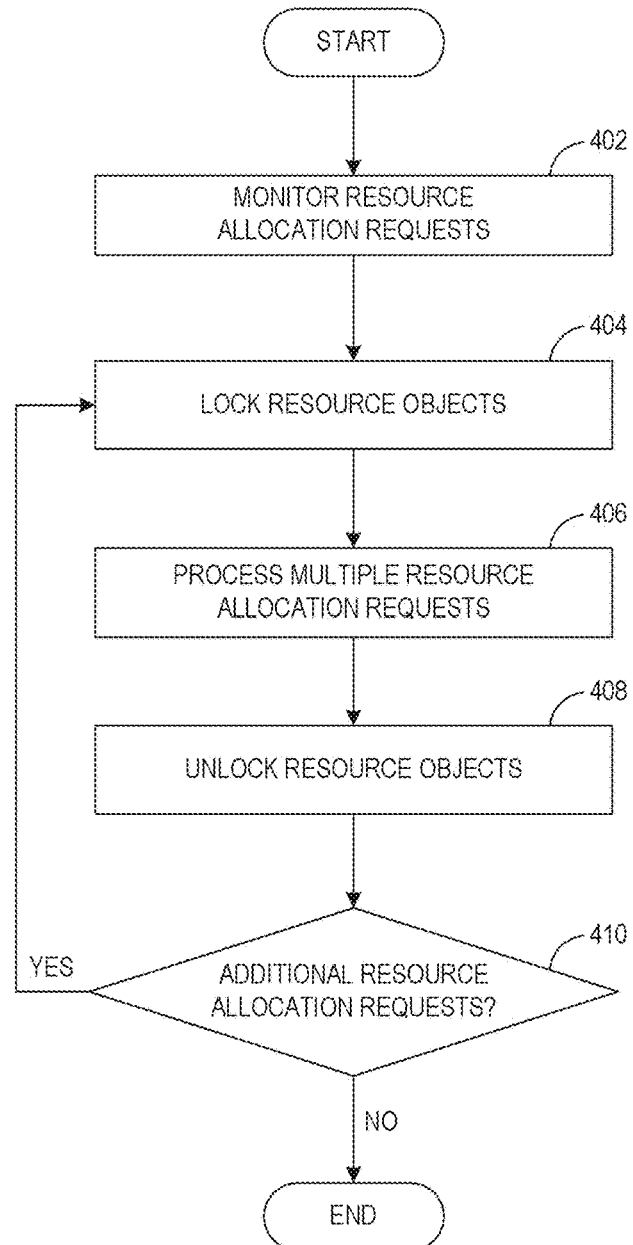 START
402
MONITOR RESOURCE
ALLOCATION REQUESTS
404
LOCK RESOURCE OBJECTS
406
PROCESS MULTIPLE RESOURCE
ALLOCATION REQUESTS
408
UNLOCK RESOURCE OBJECTS
410
YES
ADDITIONAL RESOURCE
ALLOCATION REQUESTS?
NO
END